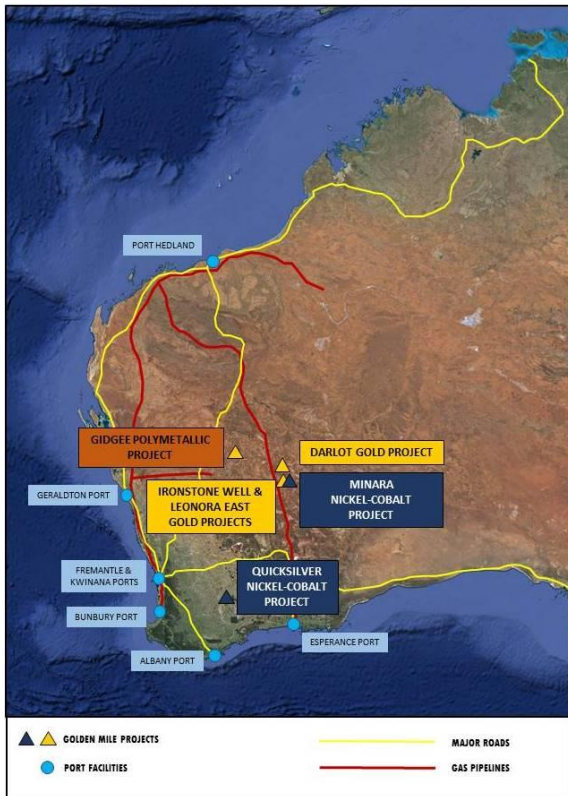 PORT HEDLAND
GIDGEE POLYMETALLIC
PROJECT
DARLOT GOLD PROJECT
MINARA
NICKEL-COBALT
PROJECT
GERALDTON PORT
IRONSTONE WELL &
LEONORA EAST
GOLD PROJECTS
FREMANTLE &
KWINANA PORTS
QUICKSILVER
NICKEL-COBALT
PROJECT
BUNBURY PORT
ESPERANCE PORT
ALBANY PORT
GOLDEN MILE PROJECTS
MAJOR ROADS
PORT FACILITIES
GAS PIPELINES